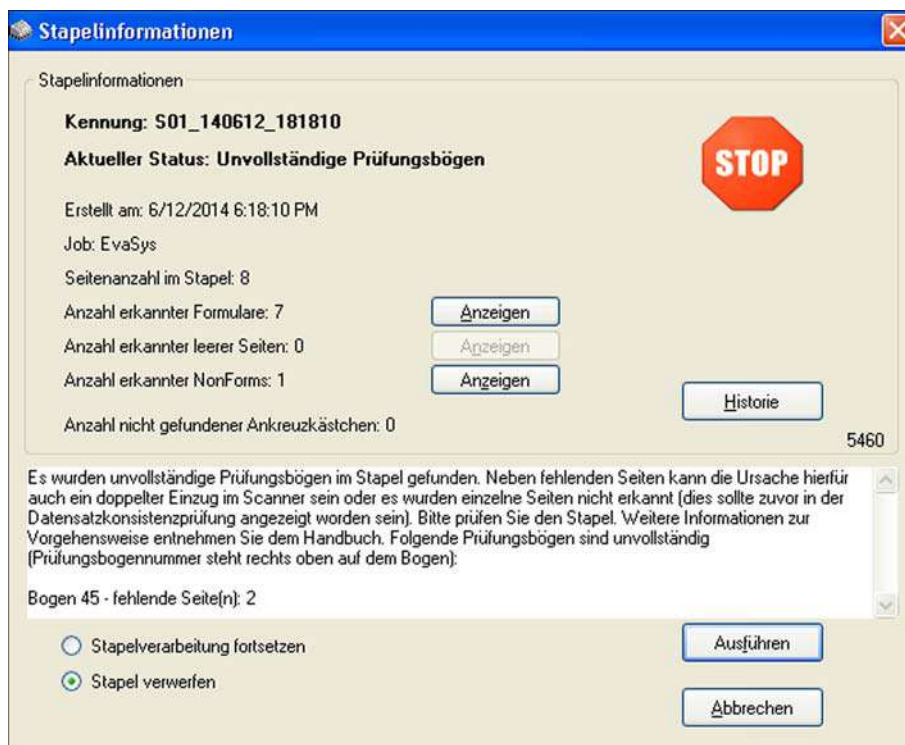 Stapelinformationen
Stapelinformationen
Kennung: S01_140612_181810
Aktueller Status: Unvollständige Prüfungsbögen
STOP
Erstellt am: 6/12/2014 6:18:10 PM
Job: EvaSys
Seitenanzahl im Stapel: 8
Anzahl erkannter Formulare: 7 Anzeigen
Anzahl erkannter leerer Seiten: 0 Anzeigen
Anzahl erkannter NonForms: 1 Anzeigen
Historie
Anzahl nicht gefundener Ankreuzkästchen: 0
5460
Es wurden unvollständige Prüfungsbögen im Stapel gefunden. Neben fehlenden Seiten kann die Ursache hierfür
auch ein doppelter Einzug im Scanner sein oder es wurden einzelne Seiten nicht erkannt (dies sollte zuvor in der
Datensatzkonsistenzprüfung angezeigt worden sein). Bitte prüfen Sie den Stapel. Weitere Informationen zur
Vorgehensweise entnehmen Sie dem Handbuch. Folgende Prüfungsbögen sind unvollständig
(Prüfungsbogennummer steht rechts oben auf dem Bogen):
Bogen 45 - fehlende Seite(n): 2
Stapelverarbeitung fortsetzen Ausführen
Stapel verwerfen
Abbrechen